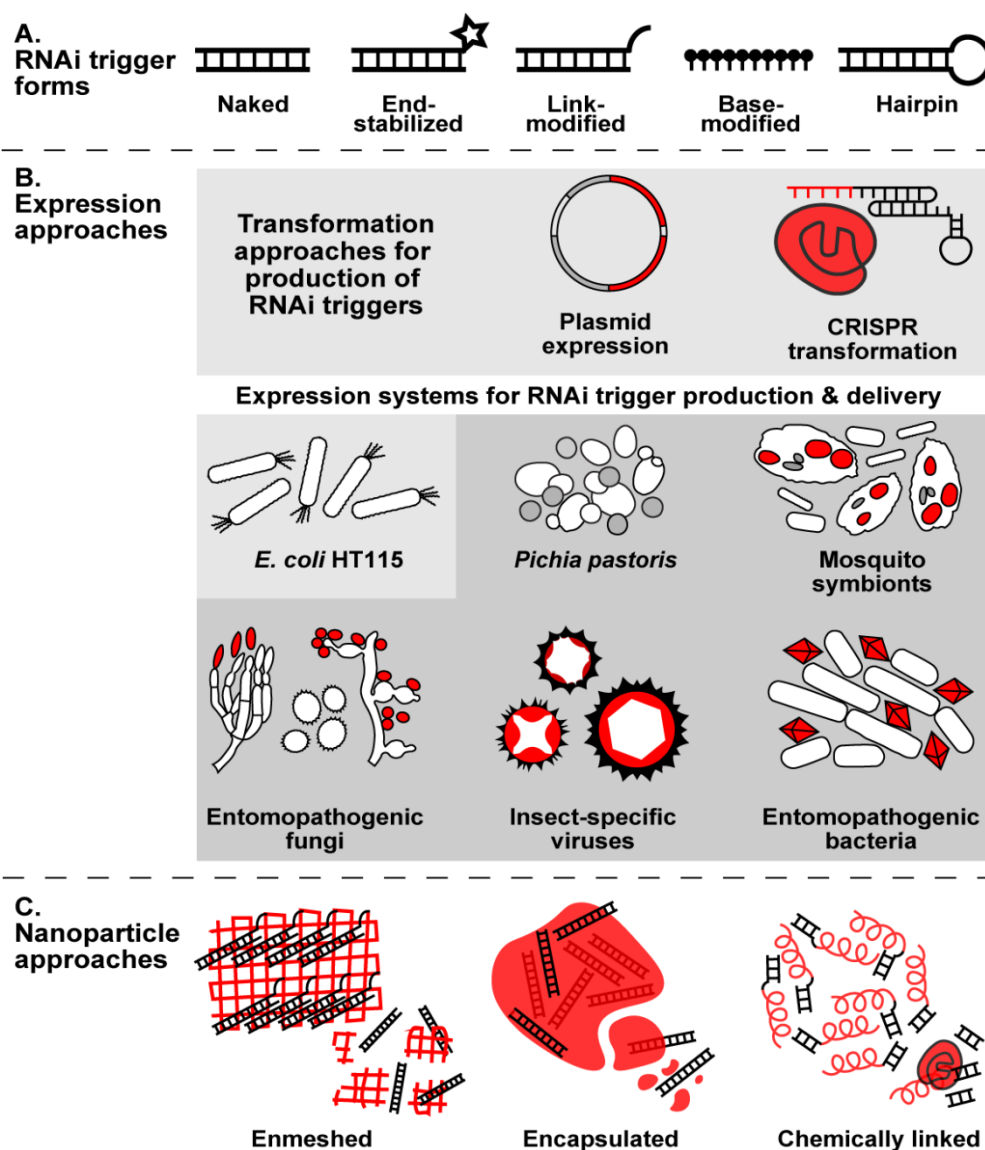 A.
RNAi trigger
forms
Naked
End-
stabilized
Link-
modified
Base-
modified
Hairpin
B.
Expression
approaches
Transformation
approaches for
production of
RNAi triggers
Plasmid
expression
CRISPR
transformation
Expression systems for RNAi trigger production & delivery
E. coli HT115
Pichia pastoris
Mosquito
symbionts
Entomopathogenic
fungi
Insect-specific
viruses
Entomopathogenic
bacteria
C.
Nanoparticle
approaches
Enmeshed
Encapsulated
Chemically linked